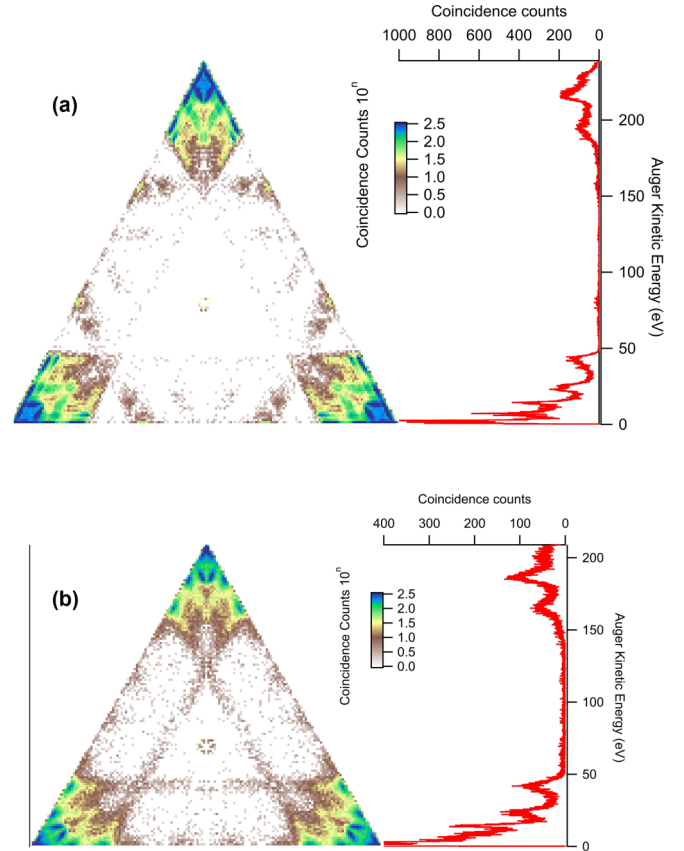 Coincidence counts
1000 800 600 400 200 0
(a)
Coincidence Counts 10ⁿ
2.5
2.0
1.5
1.0
0.5
0.0
200
150
100
50
0
Auger Kinetic Energy (eV)
Coincidence counts
400 300 200 100 0
(b)
Coincidence Counts 10ⁿ
2.5
2.0
1.5
1.0
0.5
0.0
200
150
100
50
0
Auger Kinetic Energy (eV)